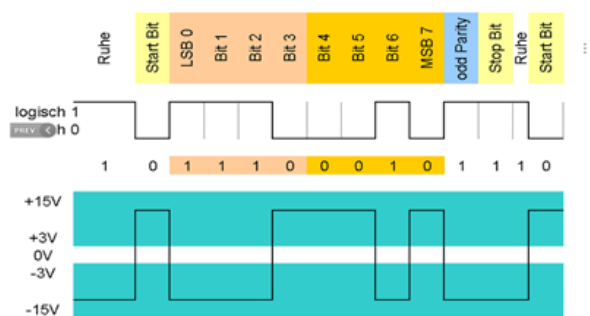 Ruhe
Start Bit
LSB 0
Bit 1
Bit 2
Bit 3
Bit 4
Bit 5
Bit 6
MSB 7
odd Parity
Stop Bit
Ruhe
Start Bit
...
logisch 1
PREV h 0
1 0 1 1 1 0 0 0 1 0 1 1 1 0
+15V
+3V
0V
-3V
-15V